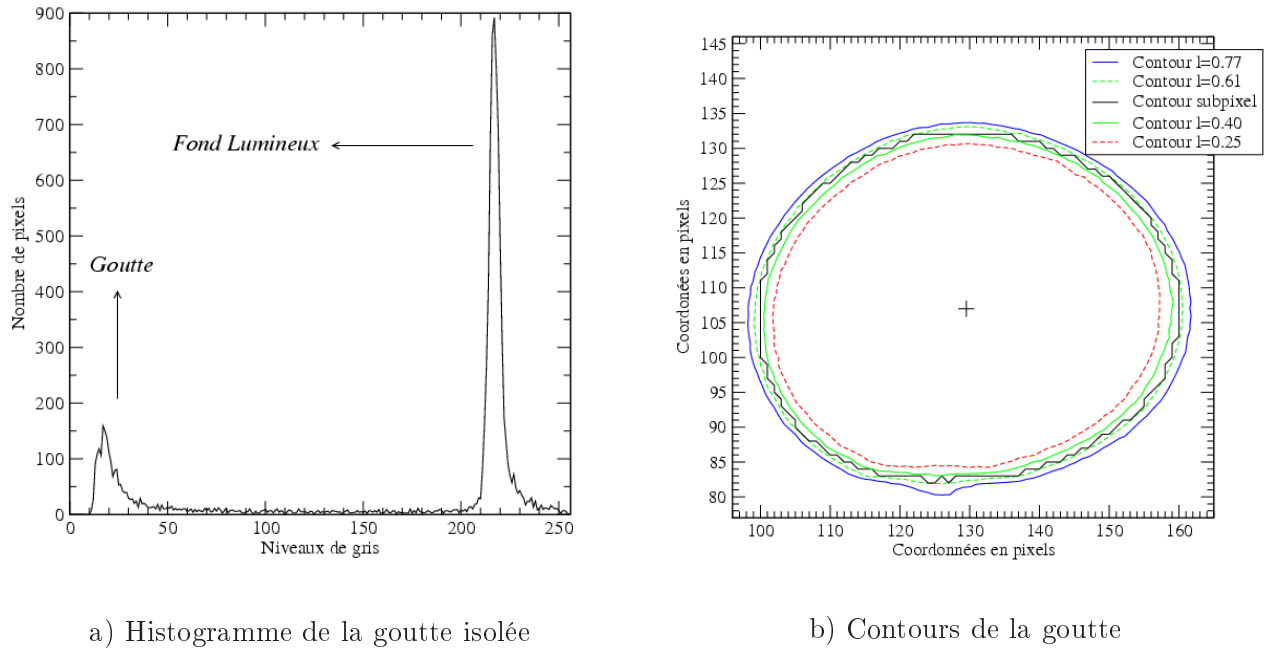 900
800
700
600
500
400
300
200
100
0
Nombre de pixels
Fond Lumineux
Goutte
0 50 100 150 200 250
Niveaux de gris
a) Histogramme de la goutte isolée
145
140
135
130
125
120
115
110
105
100
95
90
85
80
Coordonées en pixels
Contour l=0.77
Contour l=0.61
Contour subpixel
Contour l=0.40
Contour l=0.25
100 110 120 130 140 150 160
Coordonnées en pixels
b) Contours de la goutte